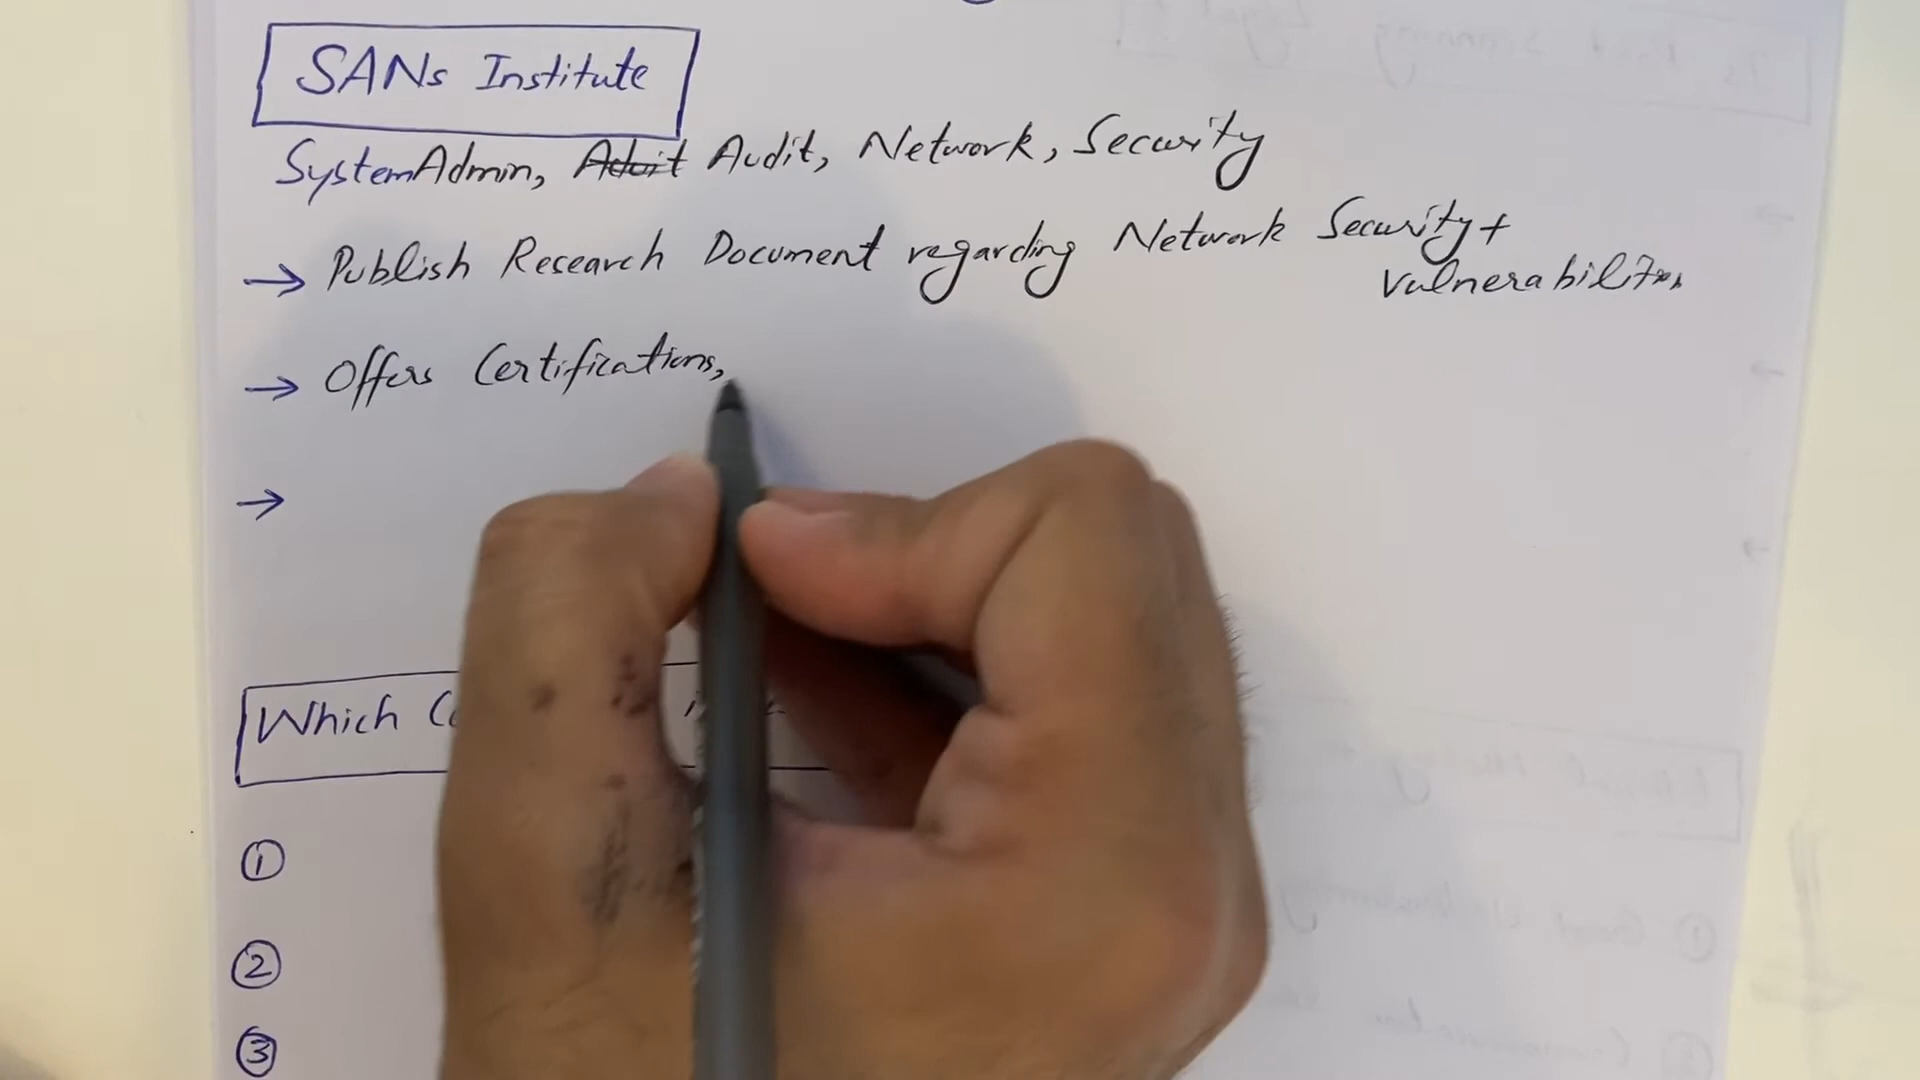 SANs Institute
SystemAdmin, Aduit Audit, Network, Security
→ Publish Research Document regarding Network Security +
Vulnerabilities
→ Offers Certifications,
→
Which
①
②
③